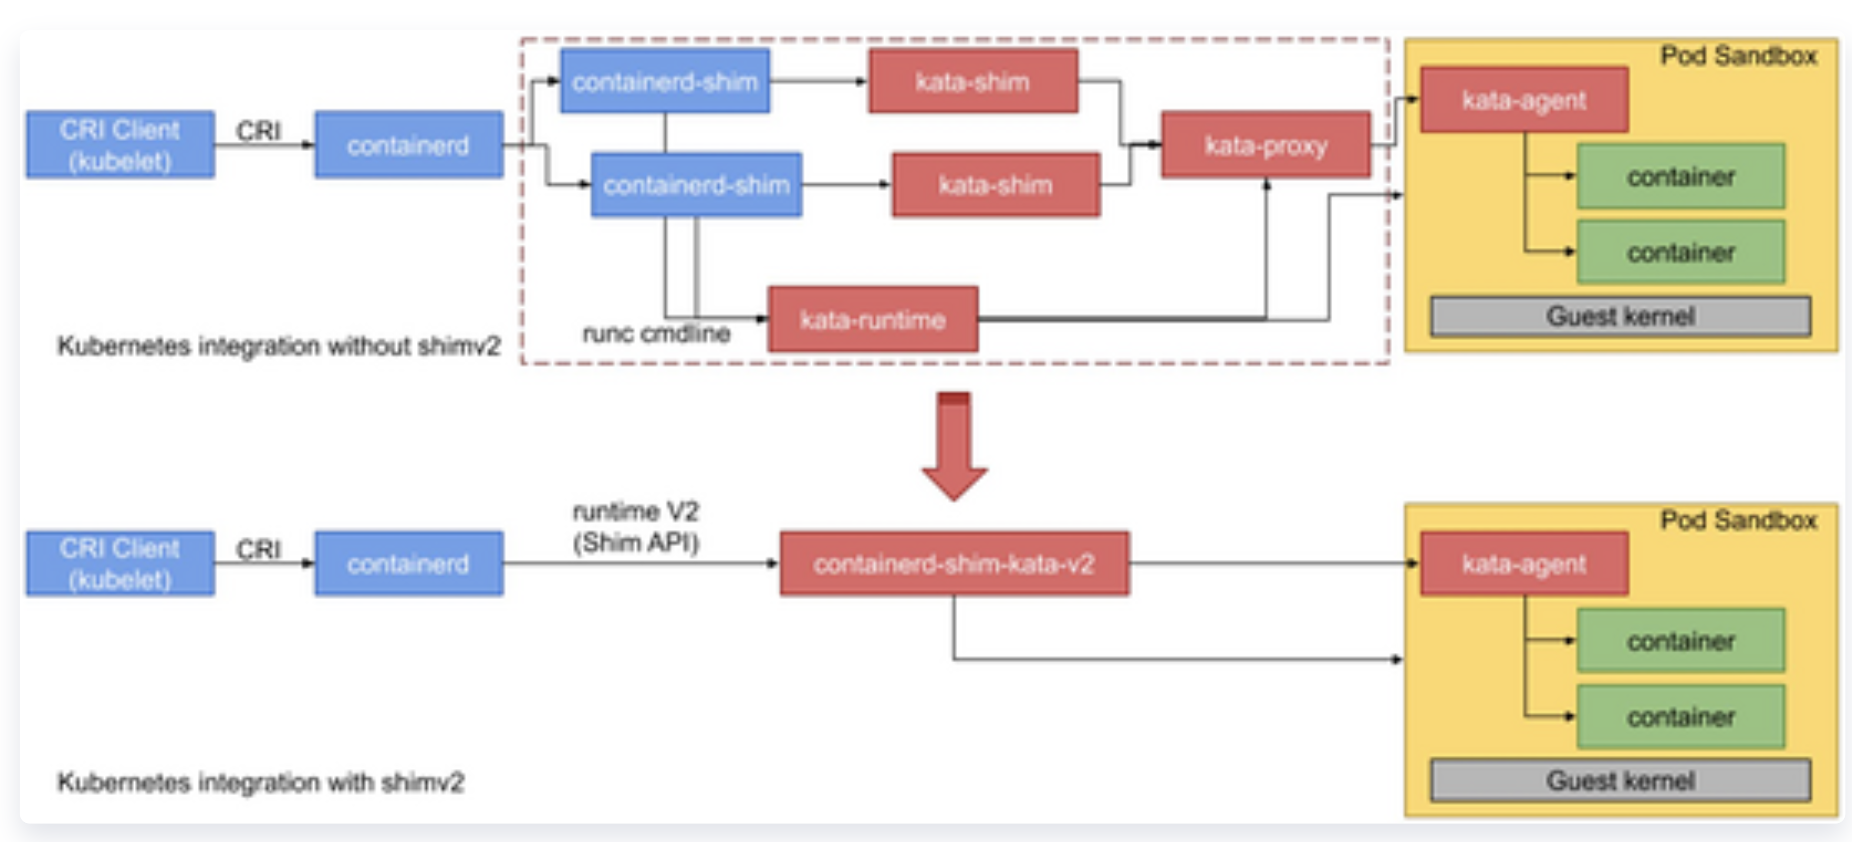 Pod Sandbox
containerd-shim
kata-shim
kata-agent
CRI Client
(kubelet)
CRI
containerd
kata-proxy
containerd-shim
kata-shim
container
container
kata-runtime
runc cmdline
Guest kernel
Kubernetes integration without shimv2
runtime V2
(Shim API)
Pod Sandbox
CRI Client
(kubelet)
CRI
containerd
containerd-shim-kata-v2
kata-agent
container
container
Guest kernel
Kubernetes integration with shimv2